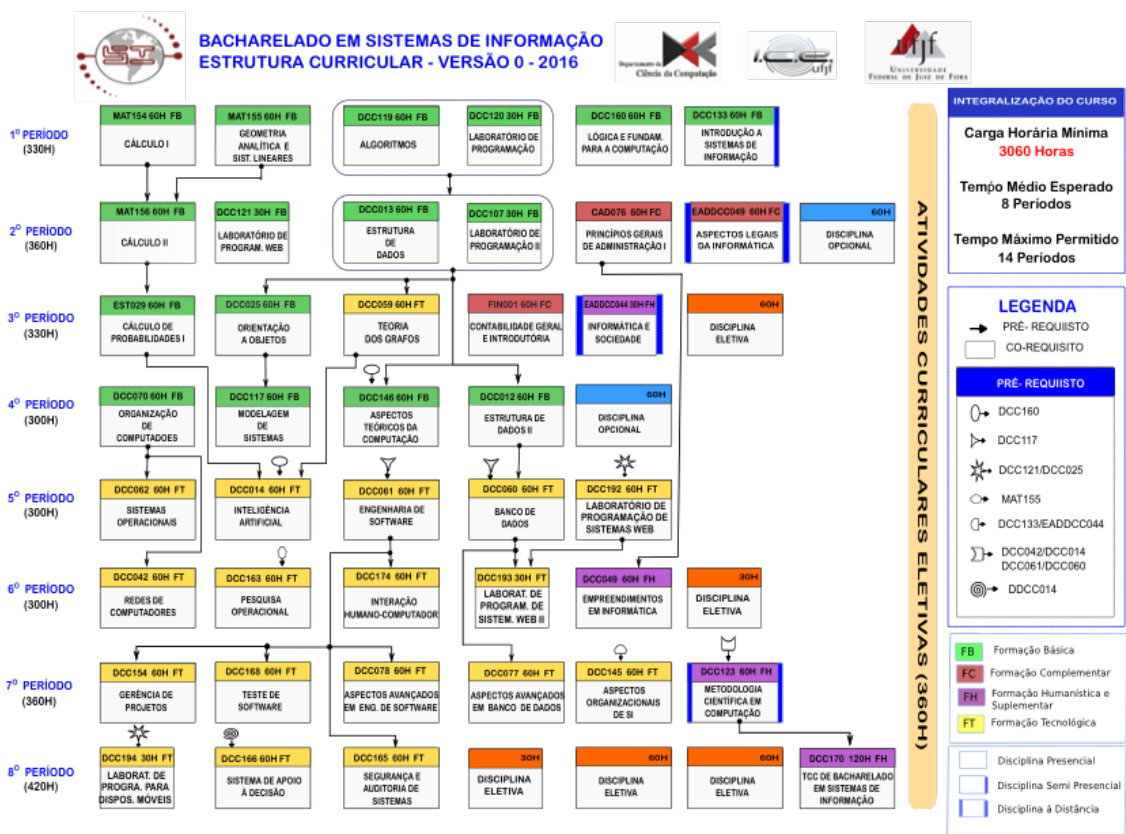 BACHARELADO EM SISTEMAS DE INFORMAÇÃO
ESTRUTURA CURRICULAR - VERSÃO 0 - 2016
Departamento de
Ciência da Computação
I.C.E
ufjf
ufjf
UNIVERSIDADE
FEDERAL DE JUIZ DE FORA
1º PERÍODO
(330H)
MAT154 60H FB
CÁLCULO I
MAT155 60H FB
GEOMETRIA
ANALÍTICA E
SIST. LINEARES
DCC119 60H FB
ALGORITMOS
DCC120 30H FB
LABORATÓRIO DE
PROGRAMAÇÃO
DCC160 60H FB
LÓGICA E FUNDAM.
PARA A COMPUTAÇÃO
DCC133 60H FB
INTRODUÇÃO A
SISTEMAS DE
INFORMAÇÃO
2º PERÍODO
(360H)
MAT156 60H FB
CÁLCULO II
DCC121 30H FB
LABORATÓRIO DE
PROGRAM. WEB
DCC013 60H FB
ESTRUTURA
DE
DADOS
DCC107 30H FB
LABORATÓRIO DE
PROGRAMAÇÃO II
CAD076 60H FC
PRINCÍPIOS GERAIS
DE ADMINISTRAÇÃO I
EADDCC049 60H FC
ASPECTOS LEGAIS
DA INFORMÁTICA
60H
DISCIPLINA
OPCIONAL
3º PERÍODO
(330H)
EST029 60H FB
CÁLCULO DE
PROBABILIDADES I
DCC025 60H FB
ORIENTAÇÃO
A OBJETOS
DCC059 60H FT
TEORIA
DOS GRAFOS
FIN001 60H FC
CONTABILIDADE GERAL
E INTRODUTÓRIA
EADDCC044 30H FH
INFORMÁTICA E
SOCIEDADE
60H
DISCIPLINA
ELETIVA
4º PERÍODO
(300H)
DCC070 60H FB
ORGANIZAÇÃO
DE
COMPUTADOES
DCC117 60H FB
MODELAGEM
DE
SISTEMAS
DCC146 60H FB
ASPECTOS
TEÓRICOS DA
COMPUTAÇÃO
DCC012 60H FB
ESTRUTURA DE
DADOS II
60H
DISCIPLINA
OPCIONAL
5º PERÍODO
(300H)
DCC062 60H FT
SISTEMAS
OPERACIONAIS
DCC014 60H FT
INTELIGÊNCIA
ARTIFICIAL
DCC061 60H FT
ENGENHARIA DE
SOFTWARE
DCC060 60H FT
BANCO DE
DADOS
DCC192 60H FT
LABORATÓRIO DE
PROGRAMAÇÃO DE
SISTEMAS WEB
6º PERÍODO
(300H)
DCC042 60H FT
REDES DE
COMPUTADORES
DCC163 60H FT
PESQUISA
OPERACIONAL
DCC174 60H FT
INTERAÇÃO
HUMANO-COMPUTADOR
DCC193 30H FT
LABORAT. DE
PROGRAM. DE
SISTEM. WEB II
DCC049 60H FH
EMPREENDIMENTOS
EM INFORMÁTICA
30H
DISCIPLINA
ELETIVA
7º PERÍODO
(360H)
DCC154 60H FT
GERÊNCIA DE
PROJETOS
DCC168 60H FT
TESTE DE
SOFTWARE
DCC078 60H FT
ASPECTOS AVANÇADOS
EM ENG. DE SOFTWARE
DCC077 60H FT
ASPECTOS AVANÇADOS
EM BANCO DE DADOS
DCC145 60H FT
ASPECTOS
ORGANIZACIONAIS
DE SI
DCC123 60H FH
METODOLOGIA
CIENTÍFICA EM
COMPUTAÇÃO
8º PERÍODO
(420H)
DCC194 30H FT
LABORAT. DE
PROGRA. PARA
DISPOS. MÓVEIS
DCC166 60H FT
SISTEMA DE APOIO
À DECISÃO
DCC165 60H FT
SEGURANÇA E
AUDITORIA DE
SISTEMAS
30H
DISCIPLINA
ELETIVA
60H
DISCIPLINA
ELETIVA
60H
DISCIPLINA
ELETIVA
DCC170 120H FH
TCC DE BACHARELADO
EM SISTEMAS DE
INFORMAÇÃO
ATIVIDADES CURRICULARES ELETIVAS (360H)
INTEGRALIZAÇÃO DO CURSO
Carga Horária Mínima
3060 Horas
Tempo Médio Esperado
8 Períodos
Tempo Máximo Permitido
14 Períodos
LEGENDA
PRÉ- REQUIISTO
CO-REQUISITO
PRÉ- REQUIISTO
DCC160
DCC117
DCC121/DCC025
MAT155
DCC133/EADDCC044
DCC042/DCC014
DCC061/DCC060
DDCC014
FB Formação Básica
FC Formação Complementar
FH Formação Humanística e
Suplementar
FT Formação Tecnológica
Disciplina Presencial
Disciplina Semi Presencial
Disciplina á Distância